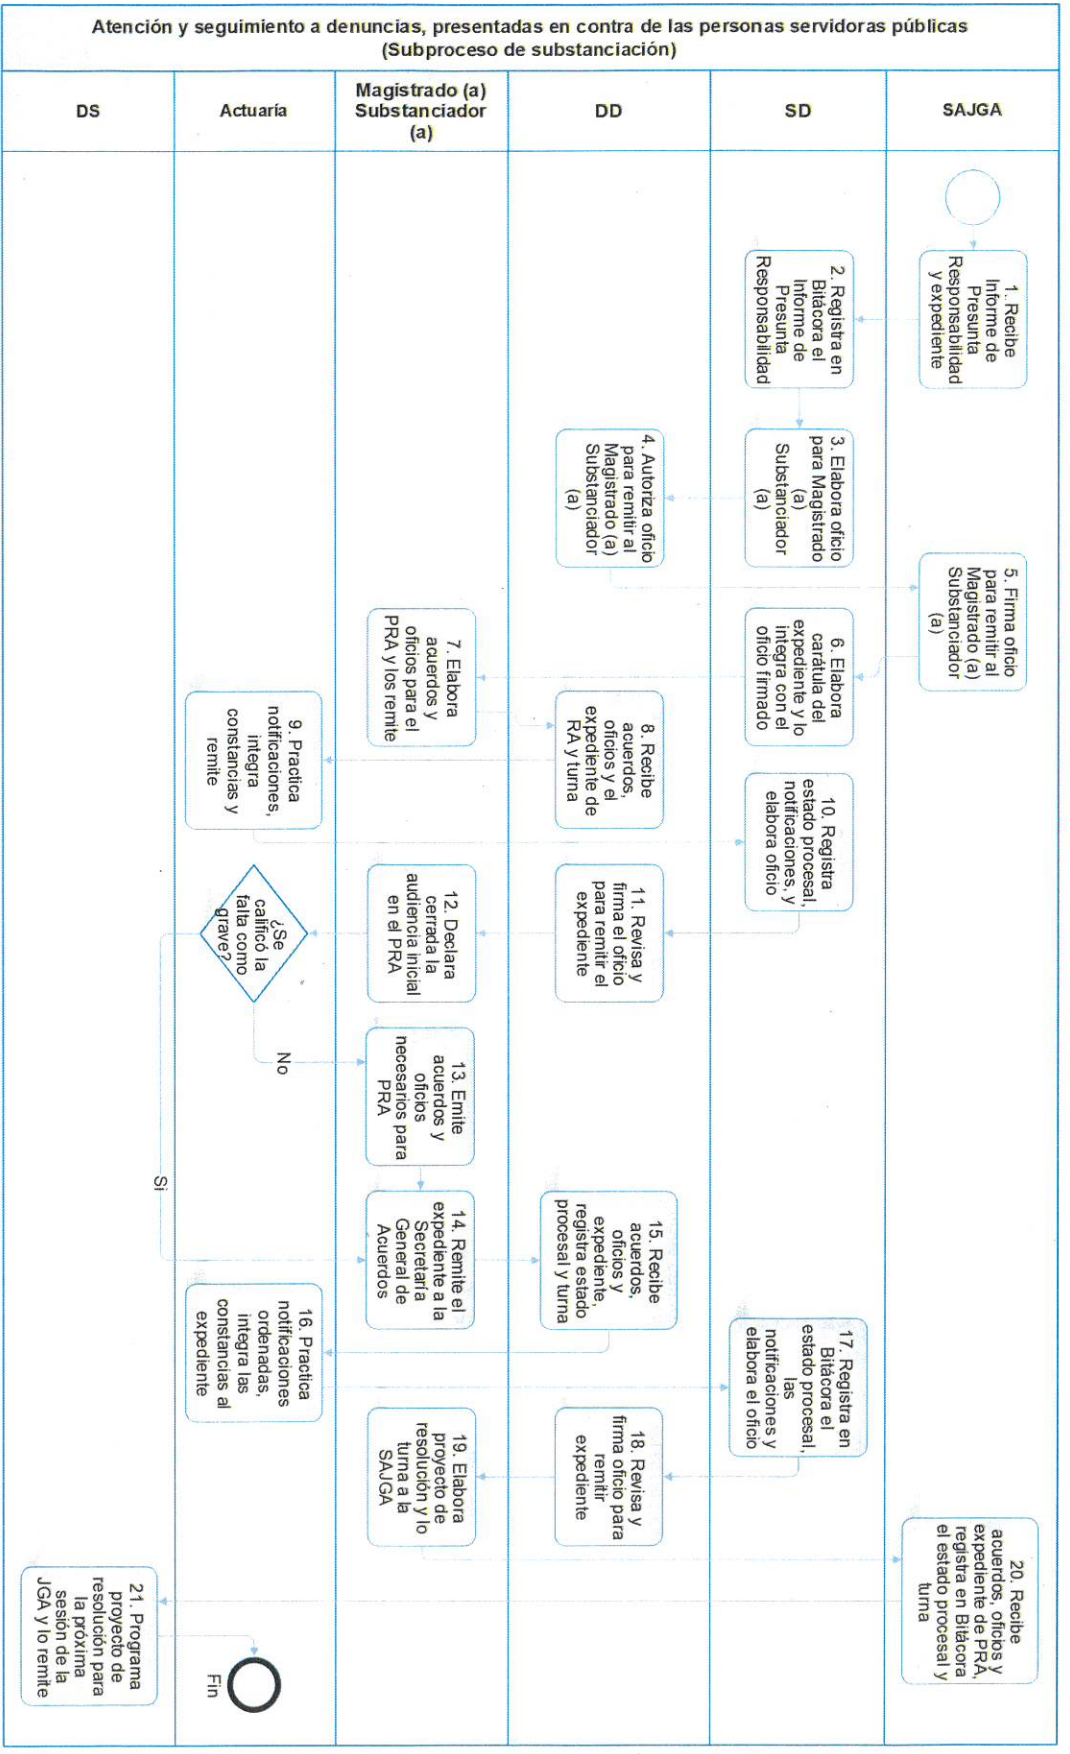 Atención y seguimiento a denuncias, presentadas en contra de las personas servidoras públicas
(Subproceso de substanciación)
DS
Actuaría
Magistrado (a)
Substanciador
(a)
DD
SD
SAJGA
1. Recibe
Informe de
Presunta
Responsabilidad
y expediente
2. Registra en
Bitácora el
Informe de
Presunta
Responsabilidad
3. Elabora oficio
para Magistrado
(a)
Substanciador
(a)
4. Autoriza oficio
para remitir al
Magistrado (a)
Substanciador
(a)
5. Firma oficio
para remitir al
Magistrado (a)
Substanciador
(a)
6. Elabora
carátula del
expediente y lo
integra con el
oficio firmado
7. Elabora
acuerdos y
oficios para el
PRA y los remite
8. Recibe
acuerdos,
oficios y el
expediente de
RA y turna
9. Practica
notificaciones,
integra
constancias y
remite
10. Registra
estado procesal,
notificaciones, y
elabora oficio
11. Revisa y
firma el oficio
para remitir el
expediente
12. Declara
cerrada la
audiencia inicial
en el PRA
¿Se
calificó la
falta como
grave?
No
Si
13. Emite
acuerdos y
oficios
necesarios para
PRA
14. Remite el
expediente a la
Secretaría
General de
Acuerdos
15. Recibe
acuerdos,
oficios y
expediente,
registra estado
procesal y turna
16. Practica
notificaciones
ordenadas,
integra las
constancias al
expediente
17. Registra en
Bitácora el
estado procesal,
las
notificaciones y
elabora el oficio
18. Revisa y
firma oficio para
remitir
expediente
19. Elabora
proyecto de
resolución y lo
turna a la
SAJGA
20. Recibe
acuerdos, oficios y
expediente de PRA,
registra en Bitácora
el estado procesal y
turna
21. Programa
proyecto de
resolución para
la próxima
sesión de la
JGA y lo remite
Fin